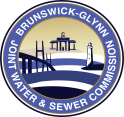 BRUNSWICK-GLYNN
JOINT WATER & SEWER COMMISSION